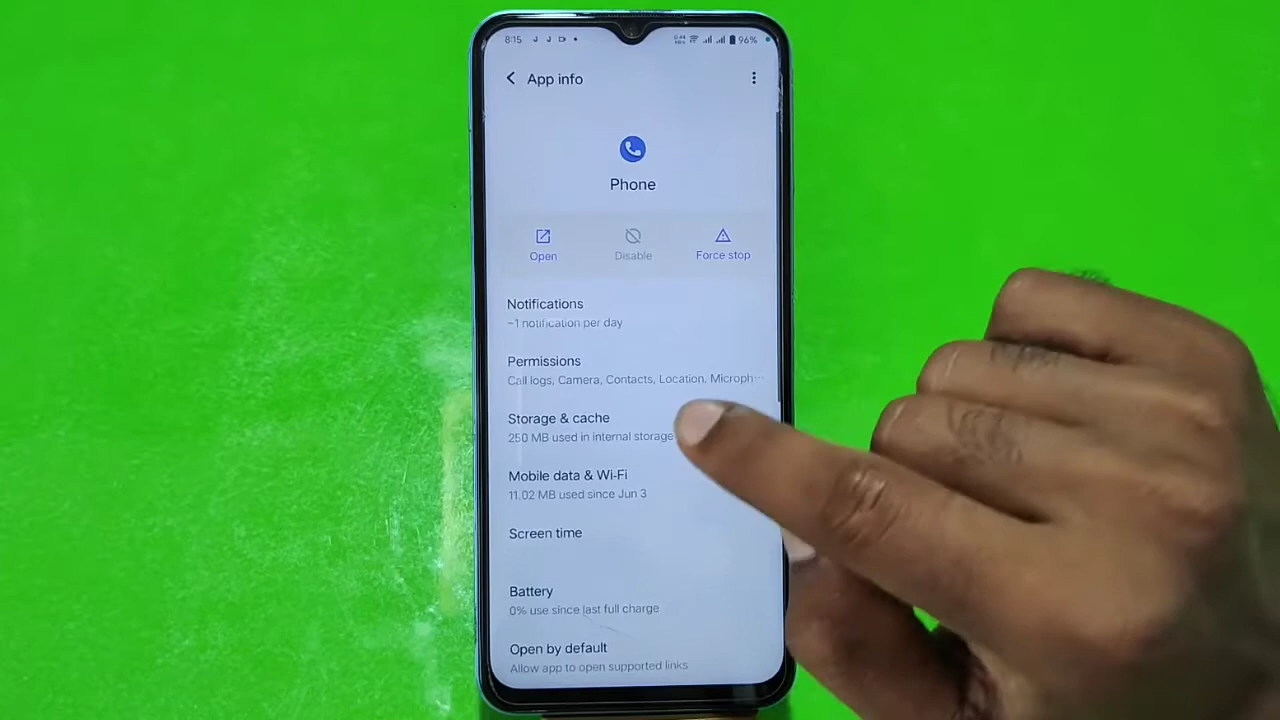 8:15
96%
App info
Phone
Open
Disable
Force stop
Notifications
~1 notification per day
Permissions
Call logs, Camera, Contacts, Location, Microph···
Storage & cache
250 MB used in internal storage
Mobile data & Wi-Fi
11.02 MB used since Jun 3
Screen time
Battery
0% use since last full charge
Open by default
Allow app to open supported links